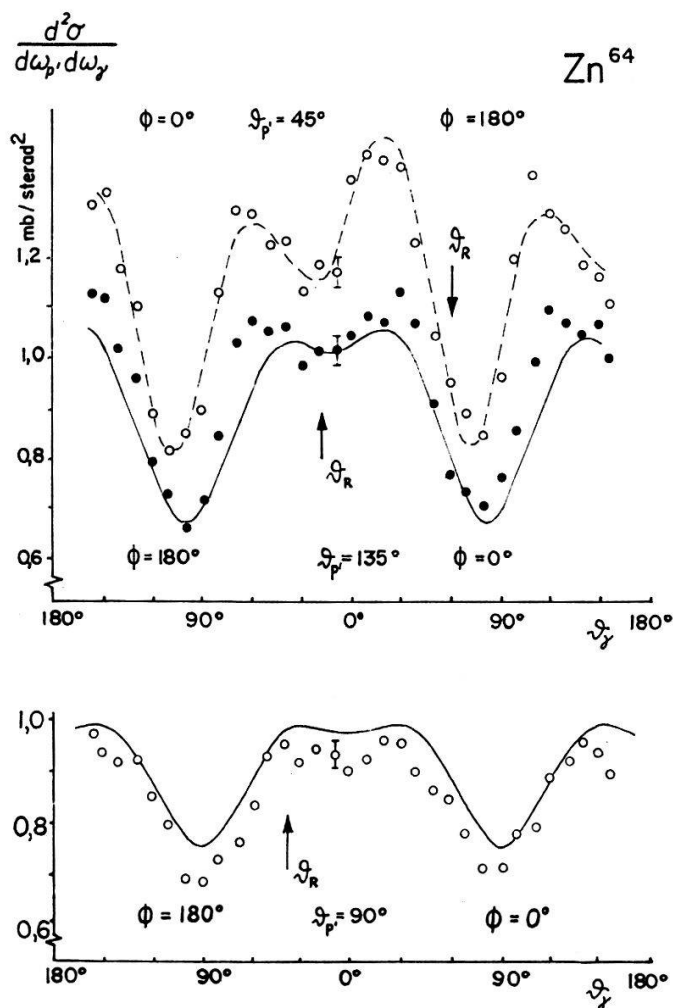 d²σ
dω_p' dω_γ
Zn⁶⁴
mb/sterad²
ϕ = 0° ϑ_p' = 45° ϕ = 180°
1,2
1,0
0,8
0,6
ϑ_R
ϑ_R
ϕ = 180° ϑ_p' = 135° ϕ = 0°
180° 90° 0° 90° 180°
ϑ_γ
1,0
0,8
0,6
ϑ_R
ϕ = 180° ϑ_p' = 90° ϕ = 0°
180° 90° 0° 90° 180°
ϑ_γ